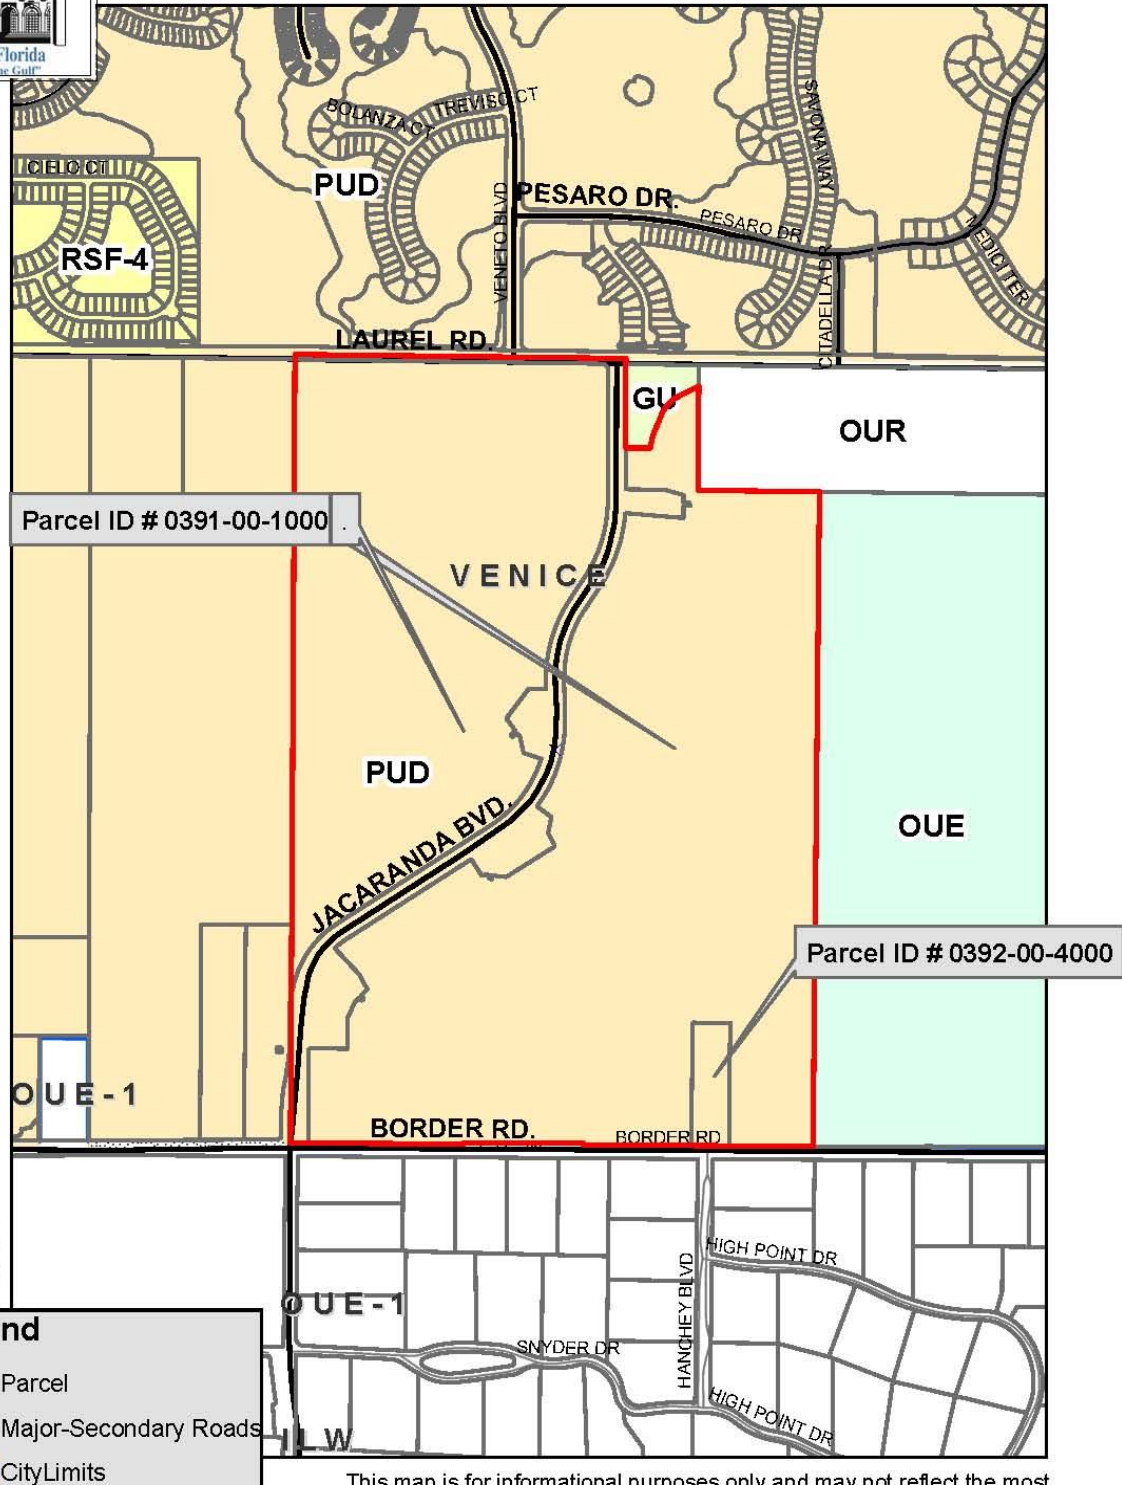 Florida
he Gulf"
BOLANZA CT
TREVISO CT
SAVONA WAY
CIELO CT
PUD
PESARO DR.
PESARO DR
VENETO BLVD
MEDICI TER
RSF-4
CITADELLA DR
LAUREL RD.
GU
OUR
Parcel ID # 0391-00-1000 .
VENICE
PUD
OUE
JACARANDA BVD.
Parcel ID # 0392-00-4000
OUE-1
BORDER RD.
BORDER RD
HIGH POINT DR
HANCHEY BLVD
OUE-1
SNYDER DR
HIGH POINT DR
ILW
nd
Parcel
Major-Secondary Roads
CityLimits
This map is for informational purposes only and may not reflect the most